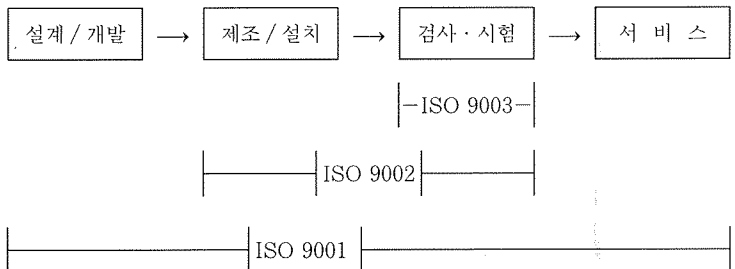 설계 / 개발 → 제조 / 설치 → 검사 · 시험 → 서 비 스
ISO 9003
ISO 9002
ISO 9001